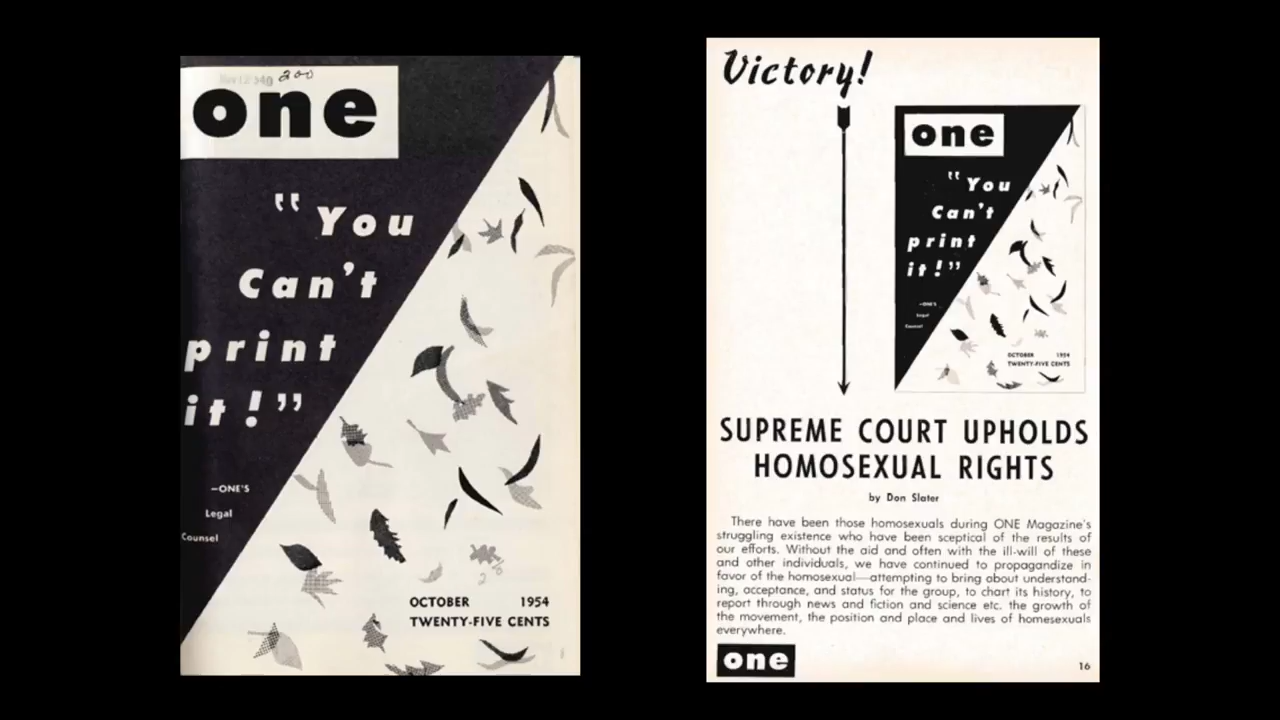 200
one
"You
Can't
print
it!"
—ONE'S
Legal
Counsel
OCTOBER 1954
TWENTY-FIVE CENTS
Victory!
one
"You
Can't
print
it!"
—ONE'S
Legal
Counsel
OCTOBER 1954
TWENTY-FIVE CENTS
SUPREME COURT UPHOLDS
HOMOSEXUAL RIGHTS
by Don Slater
There have been those homosexuals during ONE Magazine's
struggling existence who have been sceptical of the results of
our efforts. Without the aid and often with the ill-will of these
and other individuals, we have continued to propagandize in
favor of the homosexual—attempting to bring about understand-
ing, acceptance, and status for the group, to chart its history, to
report through news and fiction and science etc. the growth of
the movement, the position and place and lives of homosexuals
everywhere.
one
16